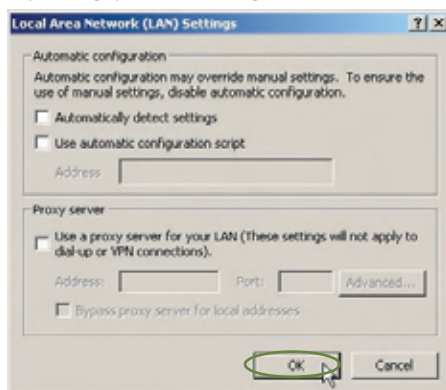 Local Area Network (LAN) Settings
Automatic configuration
Automatic configuration may override manual settings. To ensure the
use of manual settings, disable automatic configuration.
Automatically detect settings
Use automatic configuration script
Address
Proxy server
Use a proxy server for your LAN (These settings will not apply to
dial-up or VPN connections).
Address: Port: Advanced...
Bypass proxy server for local addresses
OK Cancel